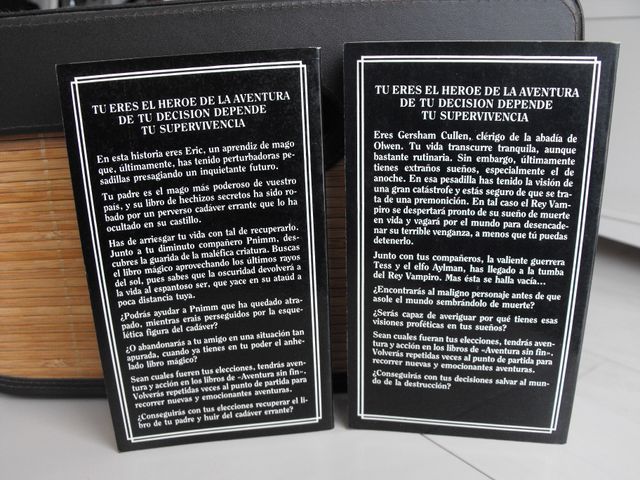 TU ERES EL HEROE DE LA AVENTURA
DE TU DECISION DEPENDE
TU SUPERVIVENCIA
En esta historia eres Eric, un aprendiz de mago
que, últimamente, has tenido perturbadoras pe-
sadillas presagiando un inquietante futuro.
Tu padre es el mago más poderoso de vuestro
país, y su libro de hechizos secretos ha sido ro-
bado por un perverso cadáver errante que lo ha
ocultado en su castillo.
Has de arriesgar tu vida con tal de recuperarlo.
Junto a tu diminuto compañero Pnimm, des-
cubres la guarida de la maléfica criatura. Buscas
el libro mágico aprovechando los últimos rayos
del sol, pues sabes que la oscuridad devolverá a
la vida al espantoso ser, que yace en su ataúd a
poca distancia tuya.
¿Podrás ayudar a Pnimm que ha quedado atra-
pado, mientras erais perseguidos por la esque-
lética figura del cadáver?
¿O abandonarás a tu amigo en una situación tan
apurada, cuando ya tienes en tu poder el anhe-
lado libro mágico?
Sean cuales fueran tus elecciones, tendrás aven-
tura y acción en los libros de «Aventura sin fin».
Volverás repetidas veces al punto de partida para
recorrer nuevas y emocionantes aventuras.
¿Conseguirás con tus elecciones recuperar el li-
bro de tu padre y huir del cadáver errante?
TU ERES EL HEROE DE LA AVENTURA
DE TU DECISION DEPENDE
TU SUPERVIVENCIA
Eres Gersham Cullen, clérigo de la abadía de
Olwen. Tu vida transcurre tranquila, aunque
bastante rutinaria. Sin embargo, últimamente
tienes extraños sueños, especialmente el de
anoche. En esa pesadilla has tenido la visión de
una gran catástrofe y estás seguro de que se tra-
ta de una premonición. En tal caso el Rey Vam-
piro se despertará pronto de su sueño de muerte
en vida y vagará por el mundo para desencade-
nar su terrible venganza, a menos que tú puedas
detenerlo.
Junto con tus compañeros, la valiente guerrera
Tess y el elfo Aylman, has llegado a la tumba
del Rey Vampiro. Mas ésta se halla vacía...
¿Encontrarás al maligno personaje antes de que
asole el mundo sembrándolo de muerte?
¿Serás capaz de averiguar por qué tienes esas
visiones proféticas en tus sueños?
Sean cuales fueran tus elecciones, tendrás aven-
tura y acción en los libros de «Aventura sin fin».
Volverás repetidas veces al punto de partida para
recorrer nuevas y emocionantes aventuras.
¿Conseguirás con tus decisiones salvar al mun-
do de la destrucción?